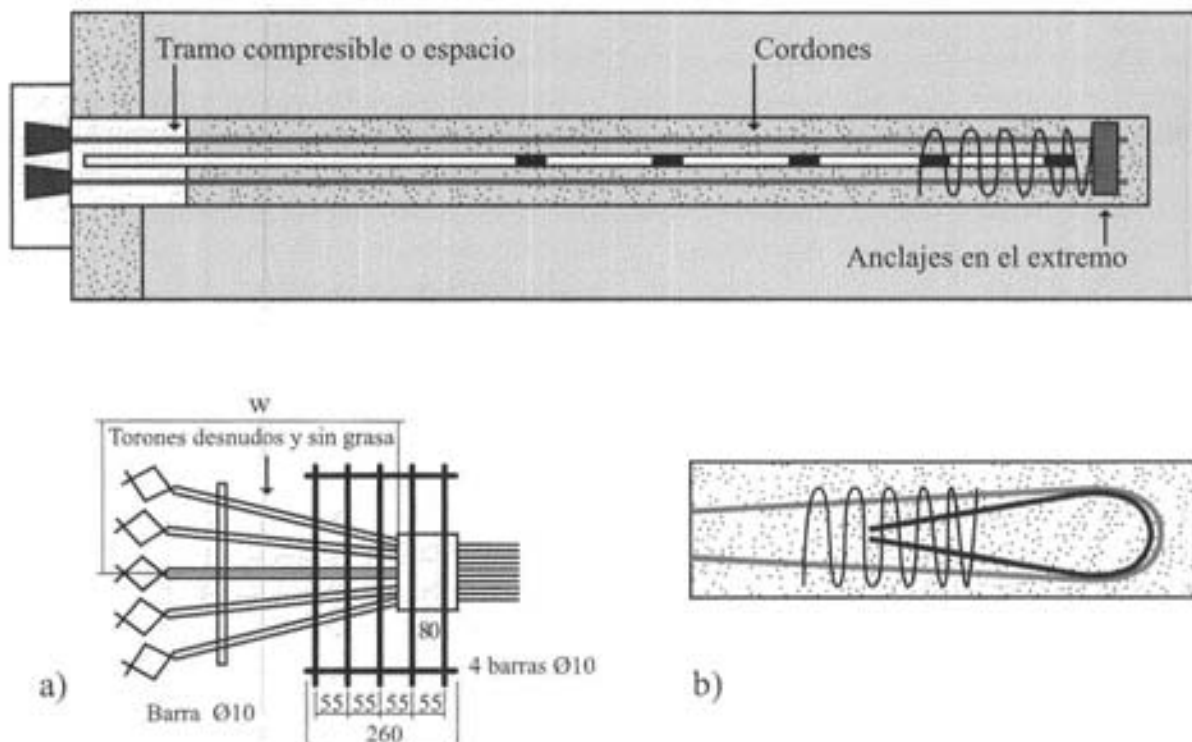 Tramo compresible o espacio
Cordones
Anclajes en el extremo
w
Torones desnudos y sin grasa
80
4 barras Ø10
a)
Barra Ø10
55 55 55 55
260
b)